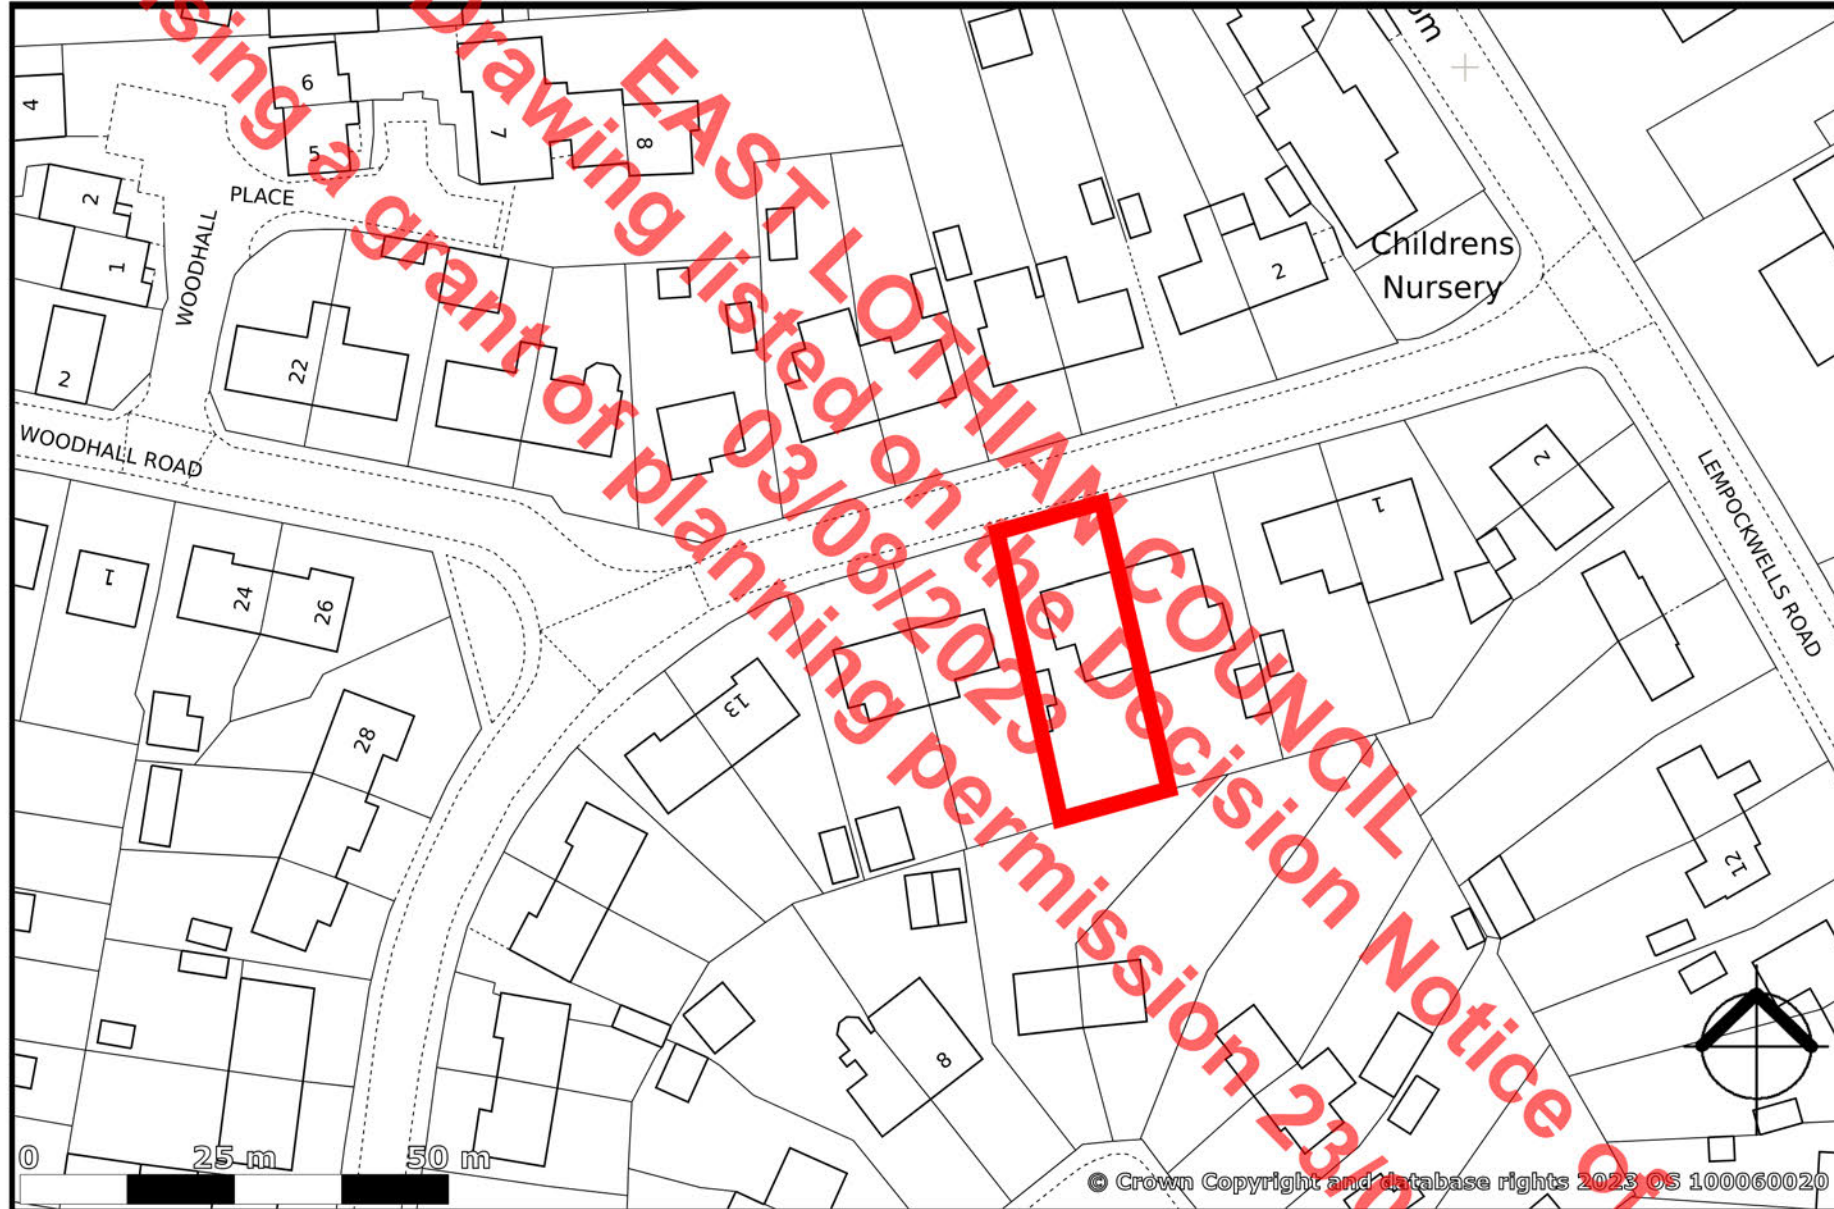 EAST LOTHIAN COUNCIL
Drawing listed on the Decision Notice of
03/08/2023
a grant of planning permission 23/
4
6
5
7
8
2
1
PLACE
WOODHALL
2
22
WOODHALL ROAD
2
Childrens
Nursery
1
24
26
28
13
1
2
LEMPOCKWELLS ROAD
12
8
0 25 m 50 m
© Crown Copyright and database rights 2023 OS 100060020